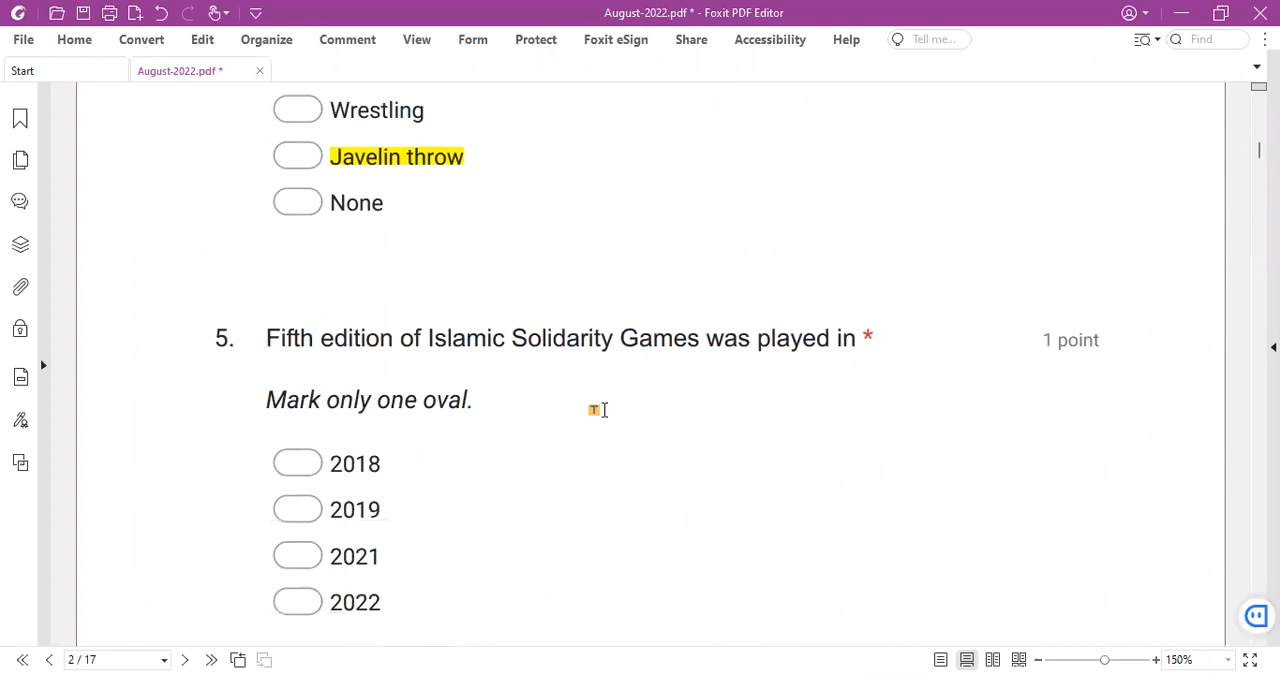 August-2022.pdf * - Foxit PDF Editor
File Home Convert Edit Organize Comment View Form Protect Foxit eSign Share Accessibility Help Tell me... Find
Start August-2022.pdf *
Wrestling
Javelin throw
None
5. Fifth edition of Islamic Solidarity Games was played in * 1 point
Mark only one oval.
T
2018
2019
2021
2022
2 / 17 150%